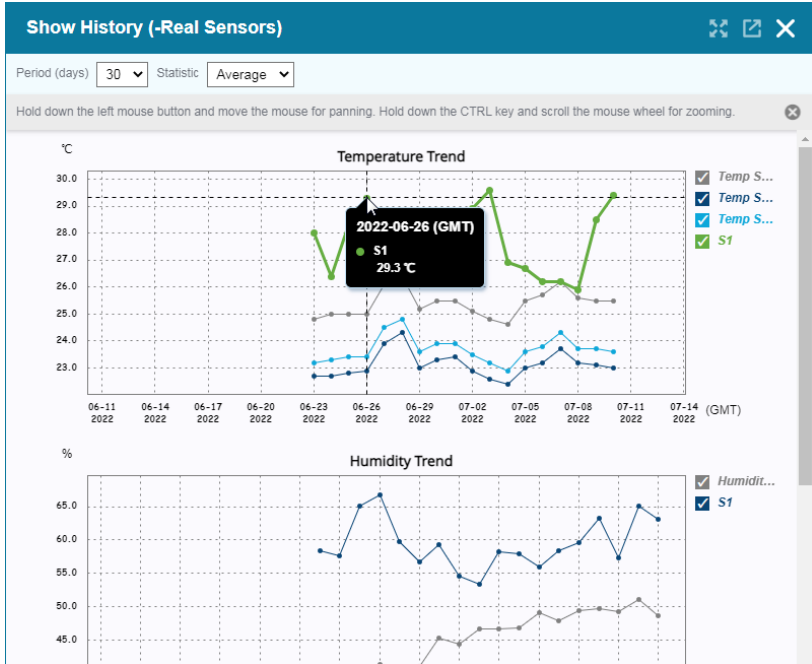 Show History (-Real Sensors)
Period (days) 30 Statistic Average
Hold down the left mouse button and move the mouse for panning. Hold down the CTRL key and scroll the mouse wheel for zooming.
℃
Temperature Trend
30.0
29.0
28.0
27.0
26.0
25.0
24.0
23.0
2022-06-26 (GMT)
S1
29.3 ℃
Temp S...
Temp S...
Temp S...
S1
06-11 06-14 06-17 06-20 06-23 06-26 06-29 07-02 07-05 07-08 07-11 07-14 (GMT)
2022 2022 2022 2022 2022 2022 2022 2022 2022 2022 2022 2022
%
Humidity Trend
65.0
60.0
55.0
50.0
45.0
Humidit...
S1